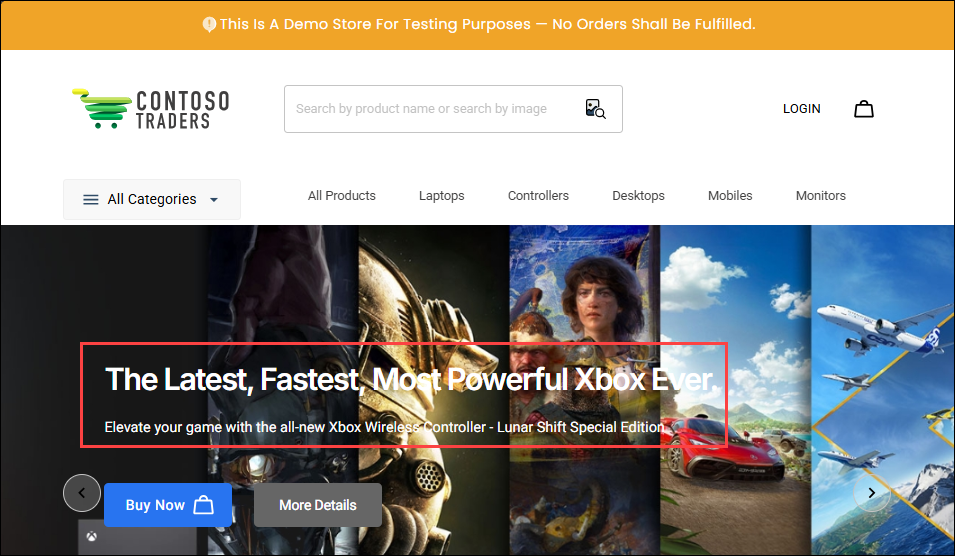 This Is A Demo Store For Testing Purposes — No Orders Shall Be Fulfilled.
CONTOSO
TRADERS
Search by product name or search by image
LOGIN
All Categories
All Products
Laptops
Controllers
Desktops
Mobiles
Monitors
The Latest, Fastest, Most Powerful Xbox Ever.
Elevate your game with the all-new Xbox Wireless Controller - Lunar Shift Special Edition.
Buy Now
More Details